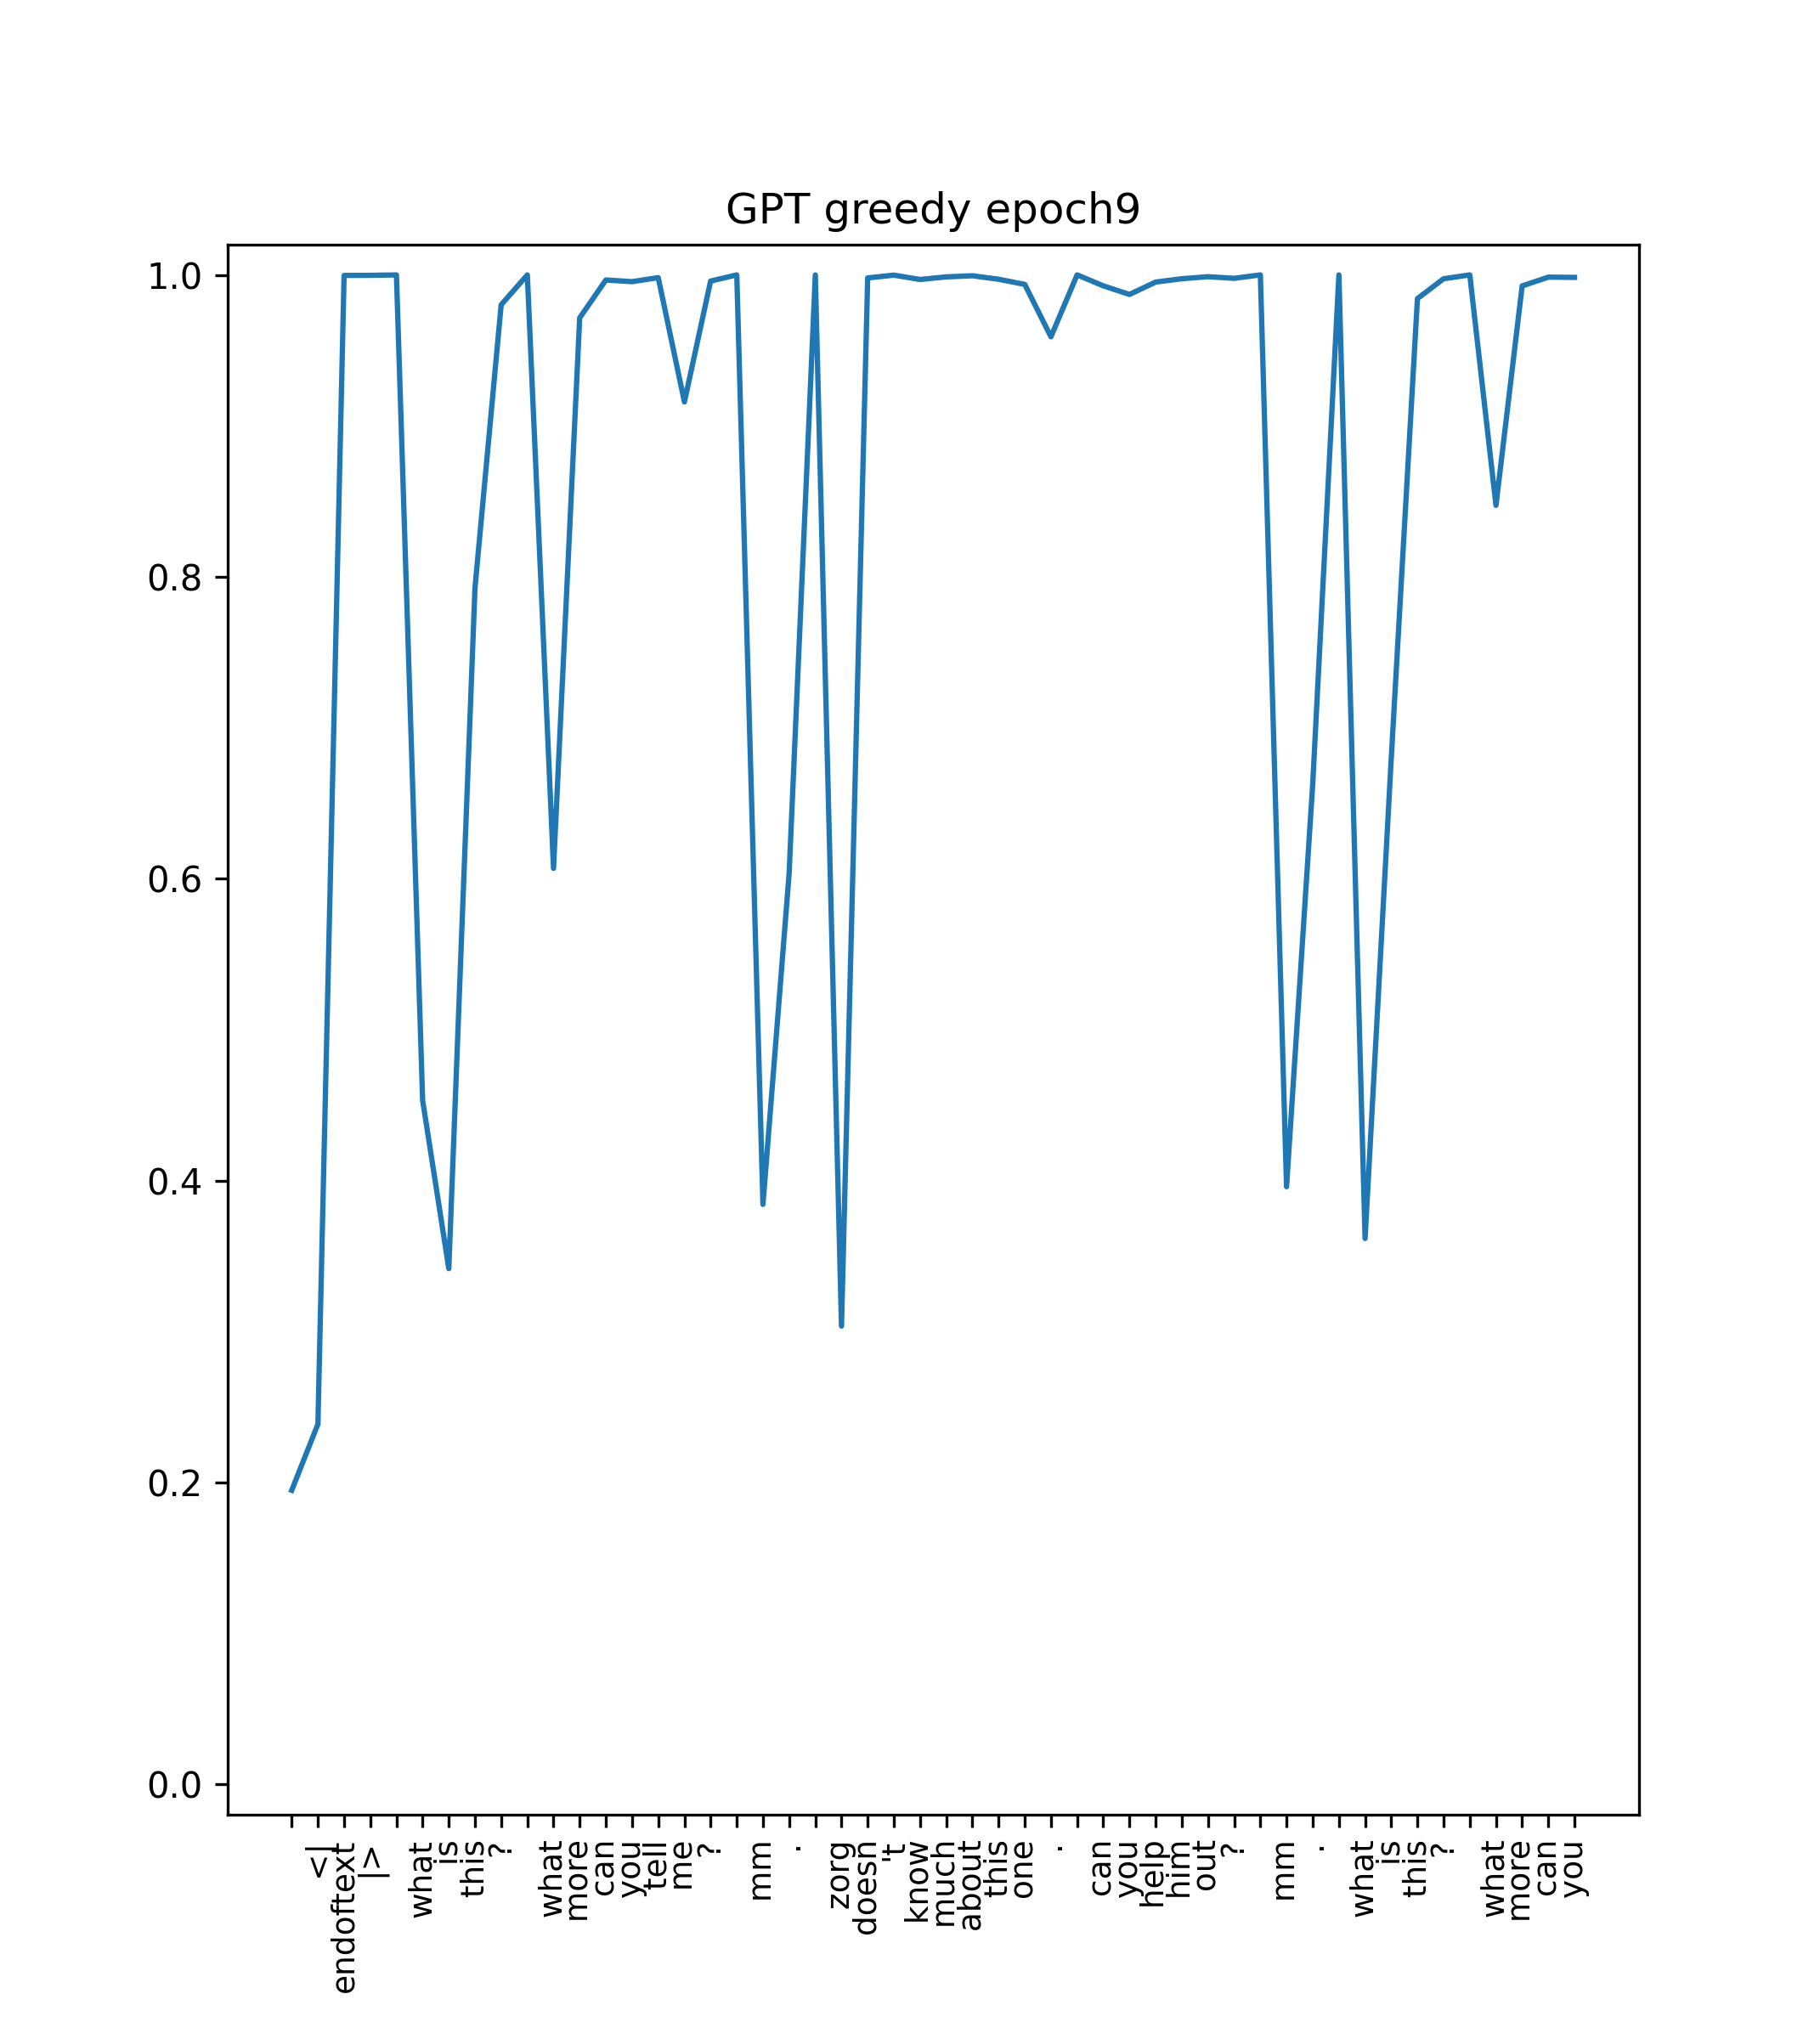 GPT greedy epoch9
1.0
0.8
0.6
0.4
0.2
0.0
<|
endoftext
|>
what
is
this
?
what
more
can
you
tell
me
?
mm
.
zorg
doesn
't
know
much
about
this
one
.
can
you
help
him
out
?
mm
.
what
is
this
?
what
more
can
you